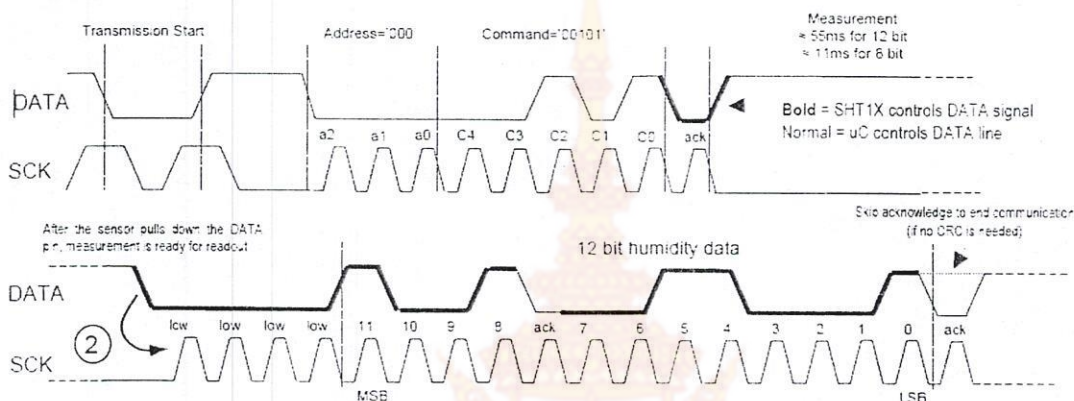 Transmission Start
Address='000'
Command='00101'
Measurement
≈ 55ms for 12 bit
≈ 11ms for 8 bit
DATA
Bold = SHT1X controls DATA signal
Normal = uC controls DATA line
a2 a1 a0 C4 C3 C2 C1 C0 ack
SCK
After the sensor pulls down the DATA
pin, measurement is ready for readout
12 bit humidity data
Skip acknowledge to end communication
(if no CRC is needed)
DATA
low low low low 11 10 9 8 ack 7 6 5 4 3 2 1 0 ack
2
SCK
MSB
LSB